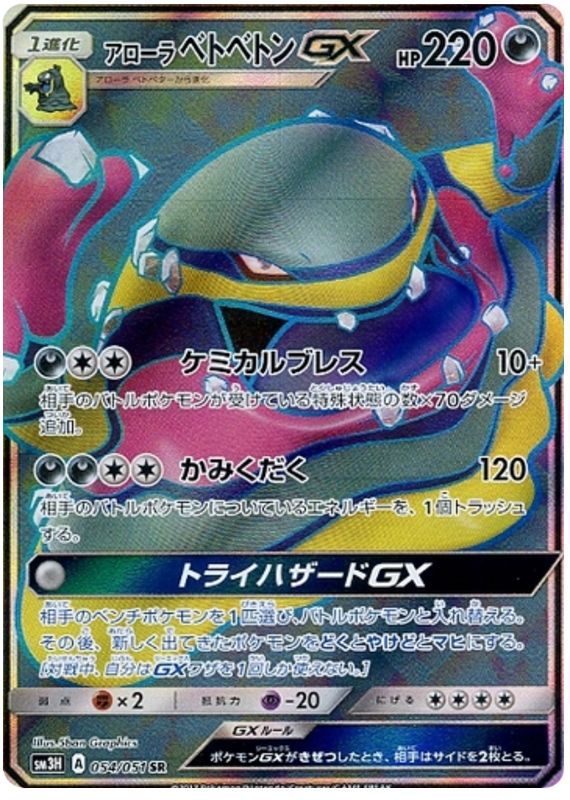 1進化
アローラ ベトベトンGX HP220
アローラ ベトベターから進化
ケミカルブレス 10+
相手のバトルポケモンが受けている特殊状態の数×70ダメージ
追加。
かみくだく 120
相手のバトルポケモンについているエネルギーを、1個トラッシュ
する。
トライハザードGX
相手のベンチポケモンを1匹選び、バトルポケモンと入れ替える。
その後、新しく出てきたポケモンをどくとやけどとマヒにする。
[対戦中、自分はGXワザを1回しか使えない。]
弱点 ×2 抵抗力 -20 にげる
Illus.5ban Graphics
GXルール
SM3H A 054/051 SR
ポケモンGXがきぜつしたとき、相手はサイドを2枚とる。